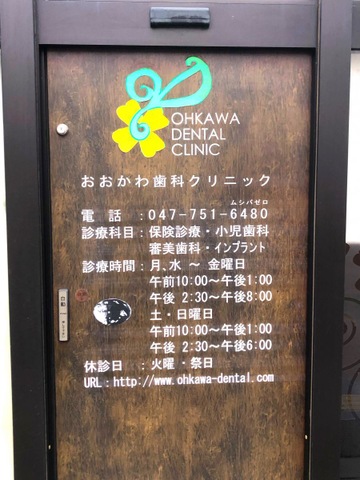 OHKAWA
DENTAL
CLINIC
おおかわ歯科クリニック
ムシバゼロ
電　話　：047-751-6480
診療科目：保険診療・小児歯科
審美歯科・インプラント
診療時間：月、水 ～ 金曜日
午前10:00～午後1:00
午後 2:30～午後8:00
土・日曜日
午前10:00～午後1:00
午後 2:30～午後6:00
休診日　：火曜・祭日
URL：http://www.ohkawa-dental.com
自動